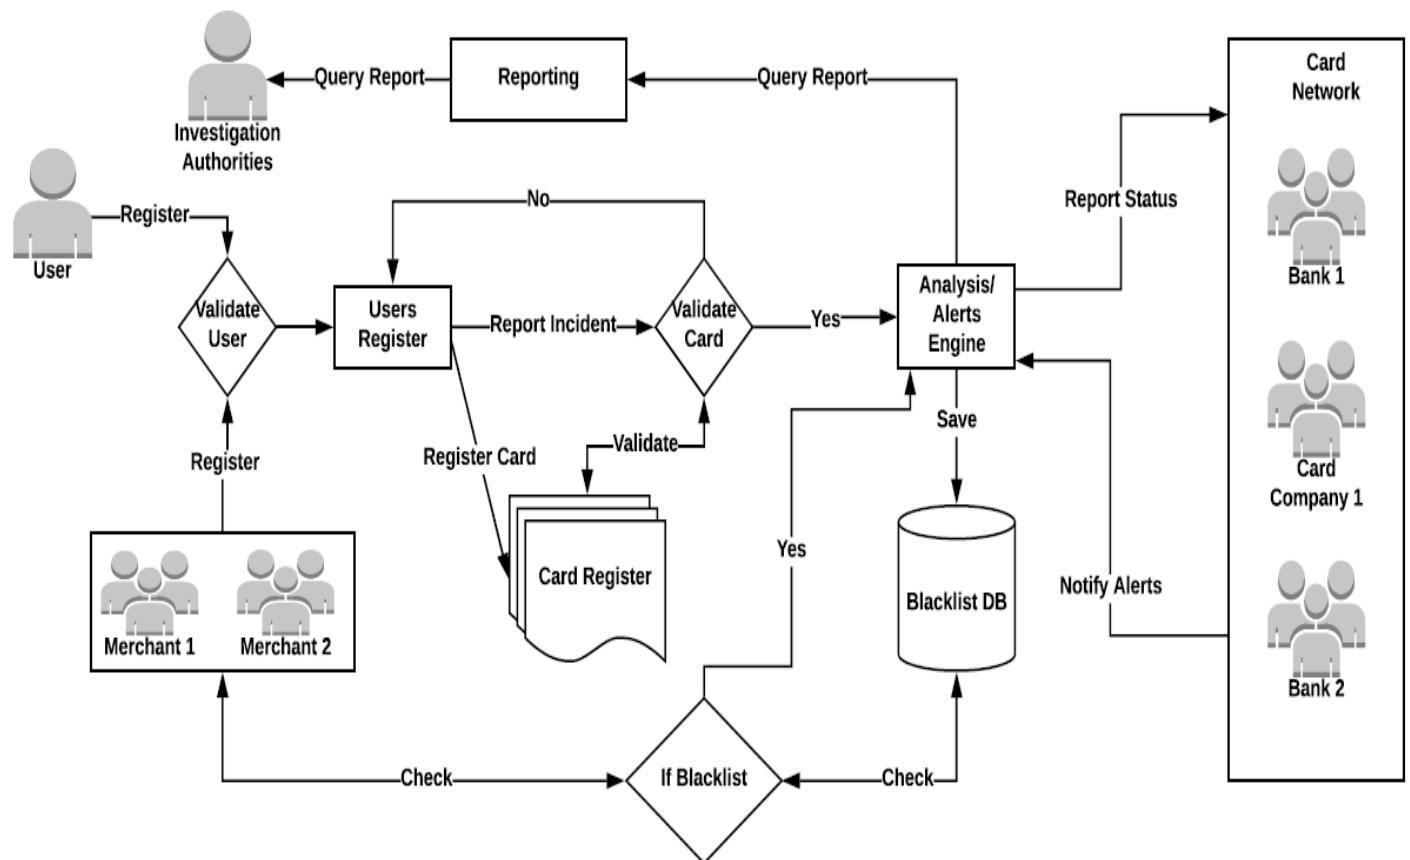 Card
Network
Query Report
Reporting
Query Report
Investigation
Authorities
Report Status
No
Register
User
Bank 1
Validate
User
Users
Register
Report Incident
Validate
Card
Yes
Analysis/
Alerts
Engine
Save
Validate
Register Card
Register
Card
Company 1
Yes
Card Register
Notify Alerts
Blacklist DB
Merchant 1
Merchant 2
Bank 2
Check
If Blacklist
Check